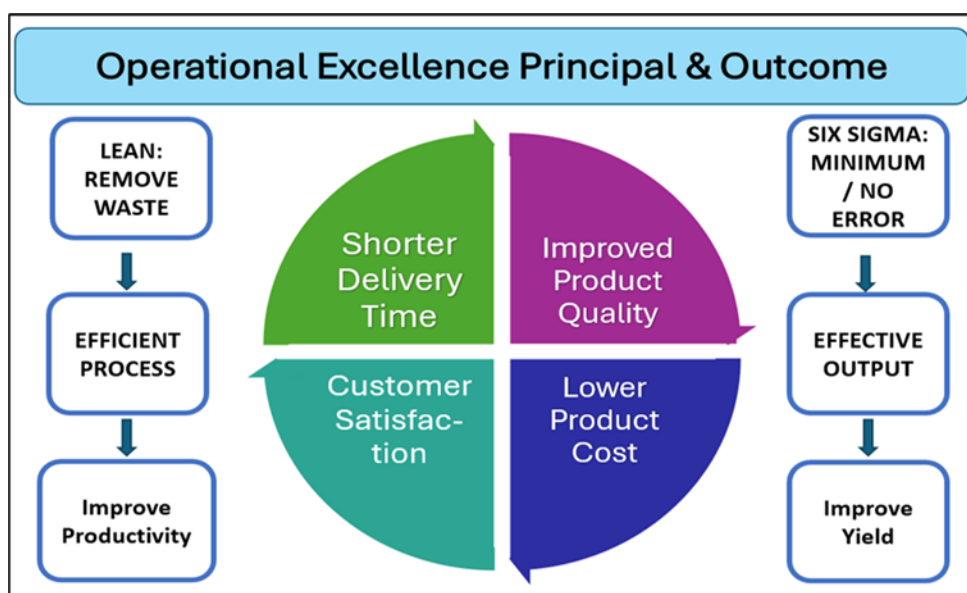 Operational Excellence Principal & Outcome
LEAN:
REMOVE
WASTE
EFFICIENT
PROCESS
Improve
Productivity
Shorter
Delivery
Time
Improved
Product
Quality
Customer
Satisfac-
tion
Lower
Product
Cost
SIX SIGMA:
MINIMUM
/ NO
ERROR
EFFECTIVE
OUTPUT
Improve
Yield